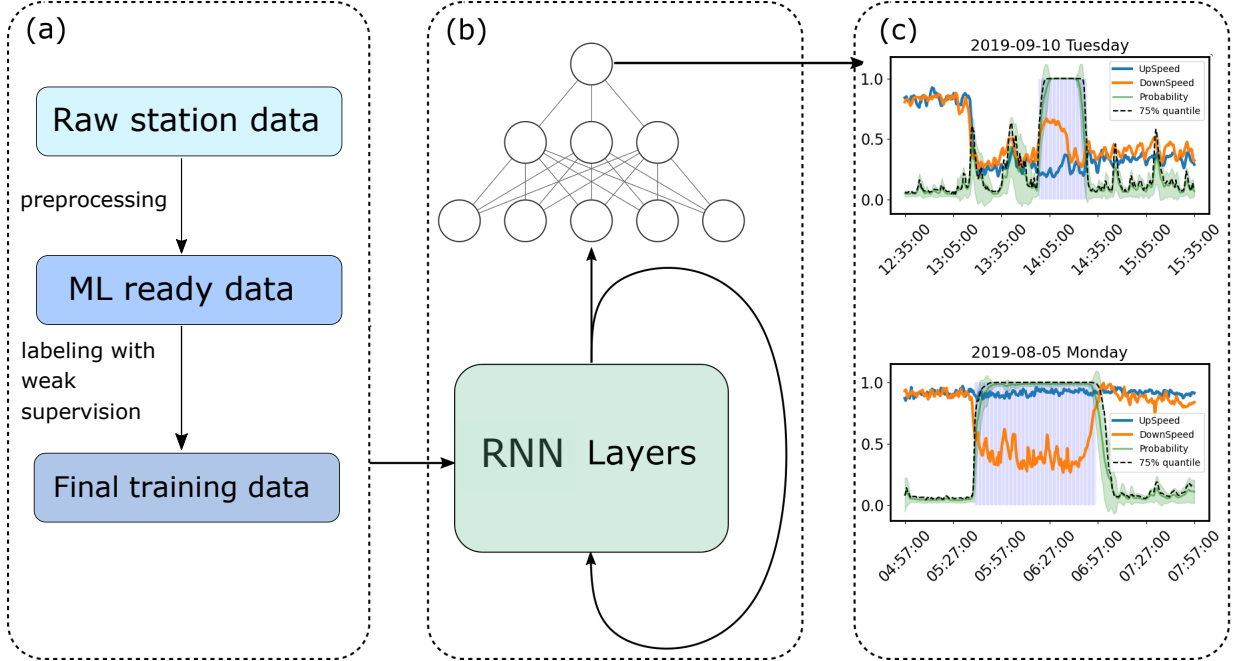 (a)
Raw station data
preprocessing
ML ready data
labeling with
weak
supervision
Final training data
(b)
RNN Layers
(c)
2019-09-10 Tuesday
1.0
0.5
0.0
UpSpeed
DownSpeed
Probability
75% quantile
12:35:00
13:05:00
13:35:00
14:05:00
14:35:00
15:05:00
15:35:00
2019-08-05 Monday
1.0
0.5
0.0
UpSpeed
DownSpeed
Probability
75% quantile
04:57:00
05:27:00
05:57:00
06:27:00
06:57:00
07:27:00
07:57:00